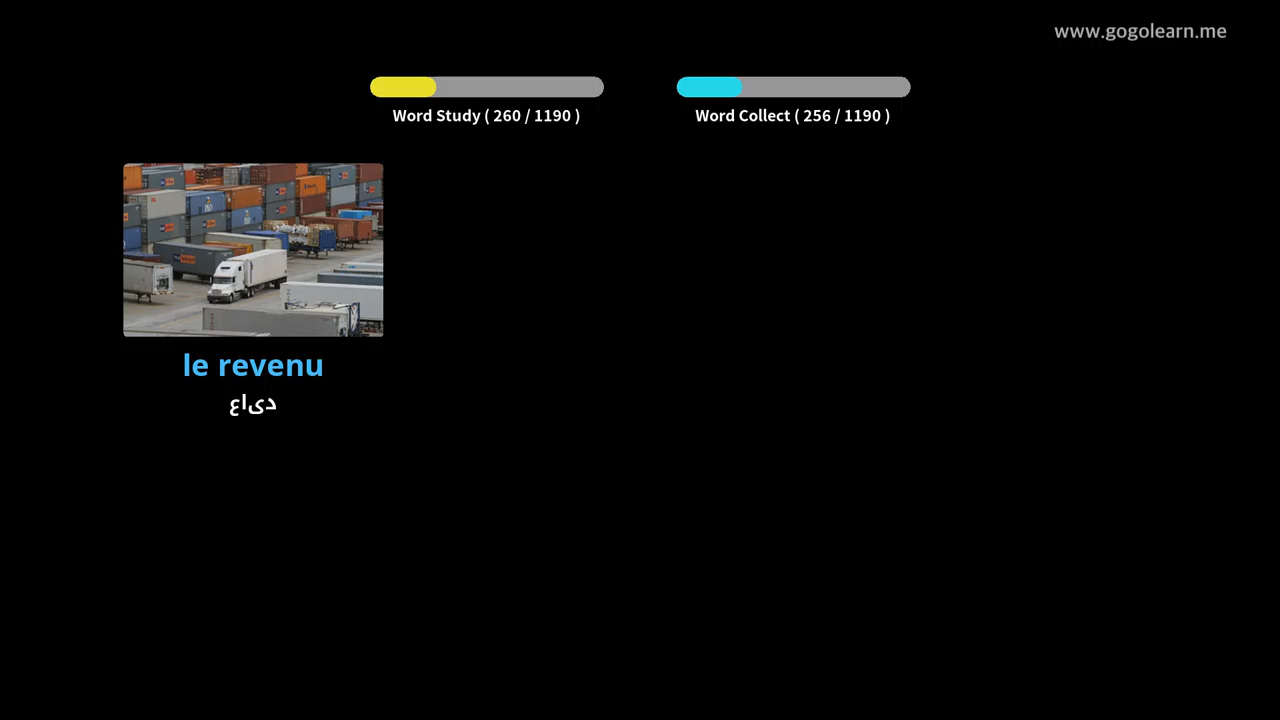 www.gogolearn.me
Word Study ( 260 / 1190 )
Word Collect ( 256 / 1190 )
le revenu
دیاع